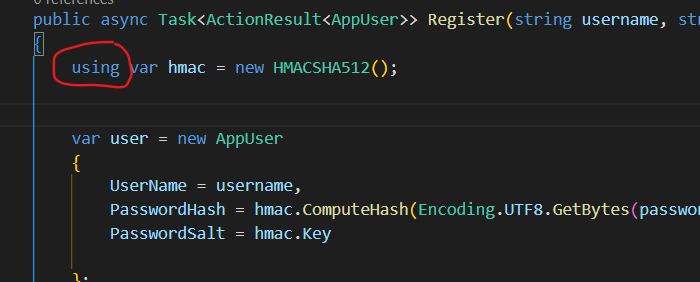 0 references
public async Task<ActionResult<AppUser>> Register(string username, st
{
using var hmac = new HMACSHA512();
var user = new AppUser
{
UserName = username,
PasswordHash = hmac.ComputeHash(Encoding.UTF8.GetBytes(passwor
PasswordSalt = hmac.Key
};